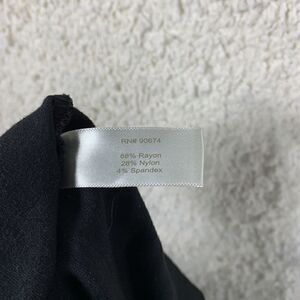 RN# 90674
68% Rayon
28% Nylon
4% Spandex